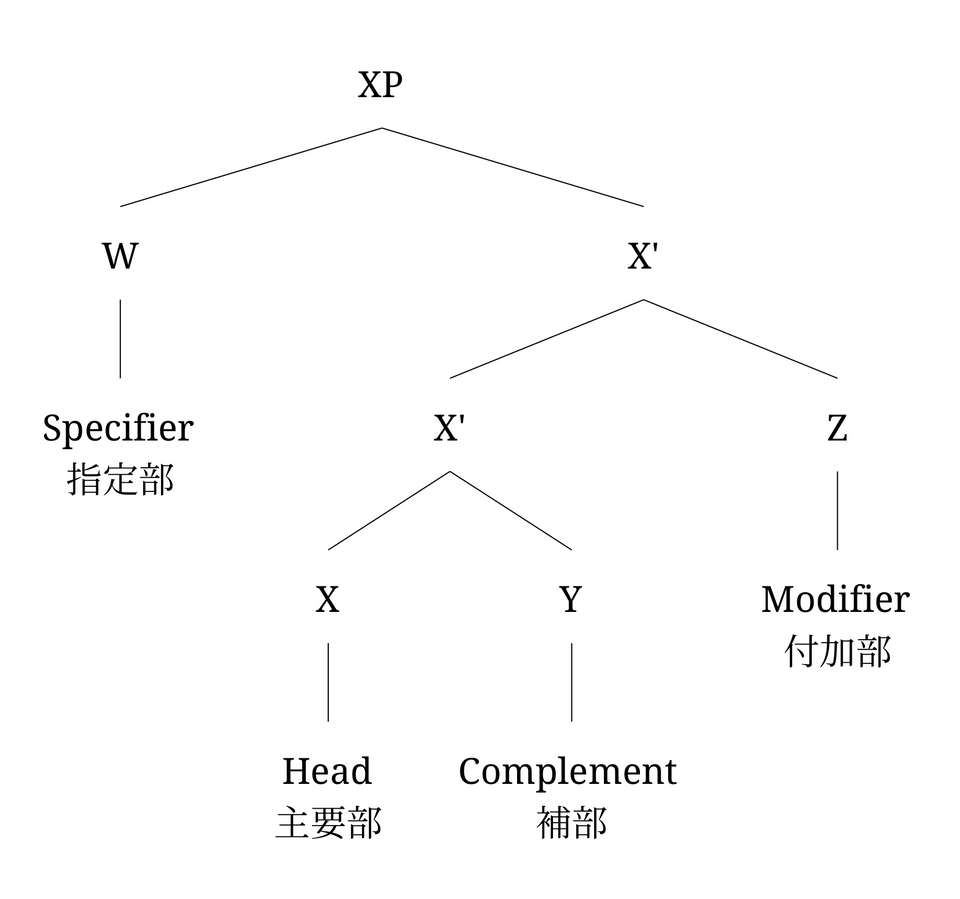 XP
W
X'
Specifier
指定部
X'
Z
X
Y
Modifier
付加部
Head
主要部
Complement
補部